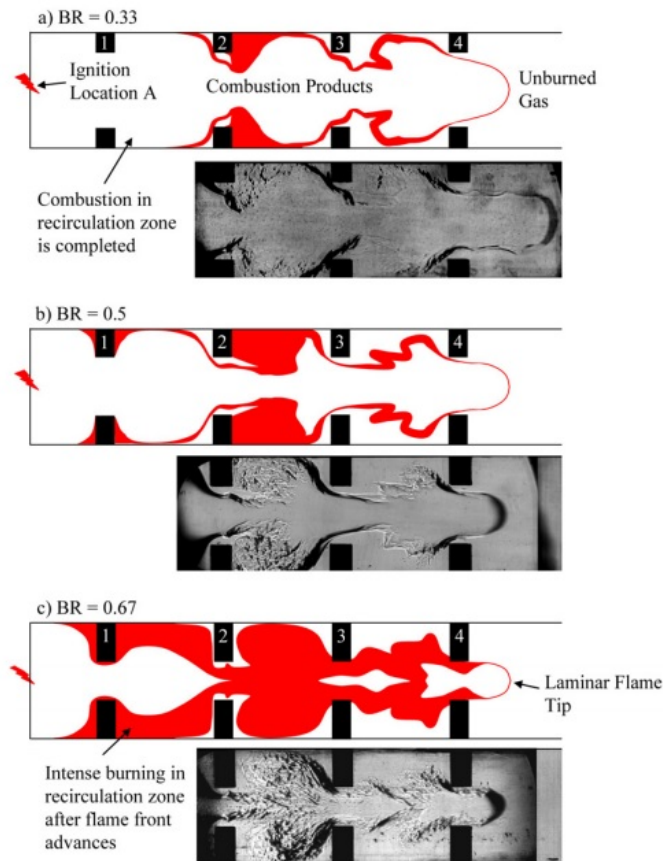 a) BR = 0.33
1
2
3
4
Ignition
Location A
Combustion Products
Unburned
Gas
Combustion in
recirculation zone
is completed
b) BR = 0.5
1
2
3
4
c) BR = 0.67
1
2
3
4
Laminar Flame
Tip
Intense burning in
recirculation zone
after flame front
advances